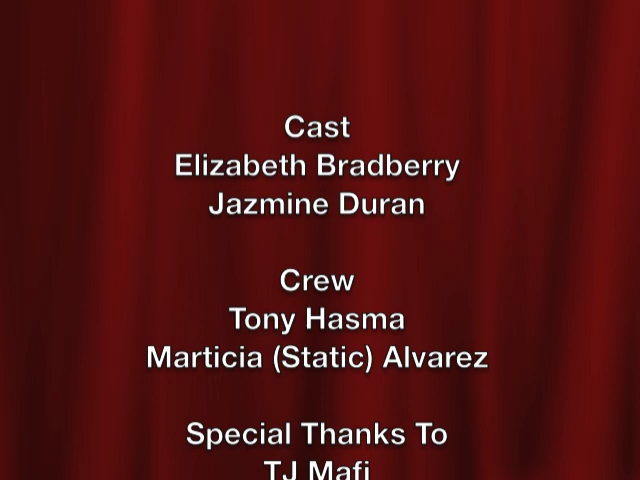 Cast
Elizabeth Bradberry
Jazmine Duran
Crew
Tony Hasma
Marticia (Static) Alvarez
Special Thanks To
TJ Mafi